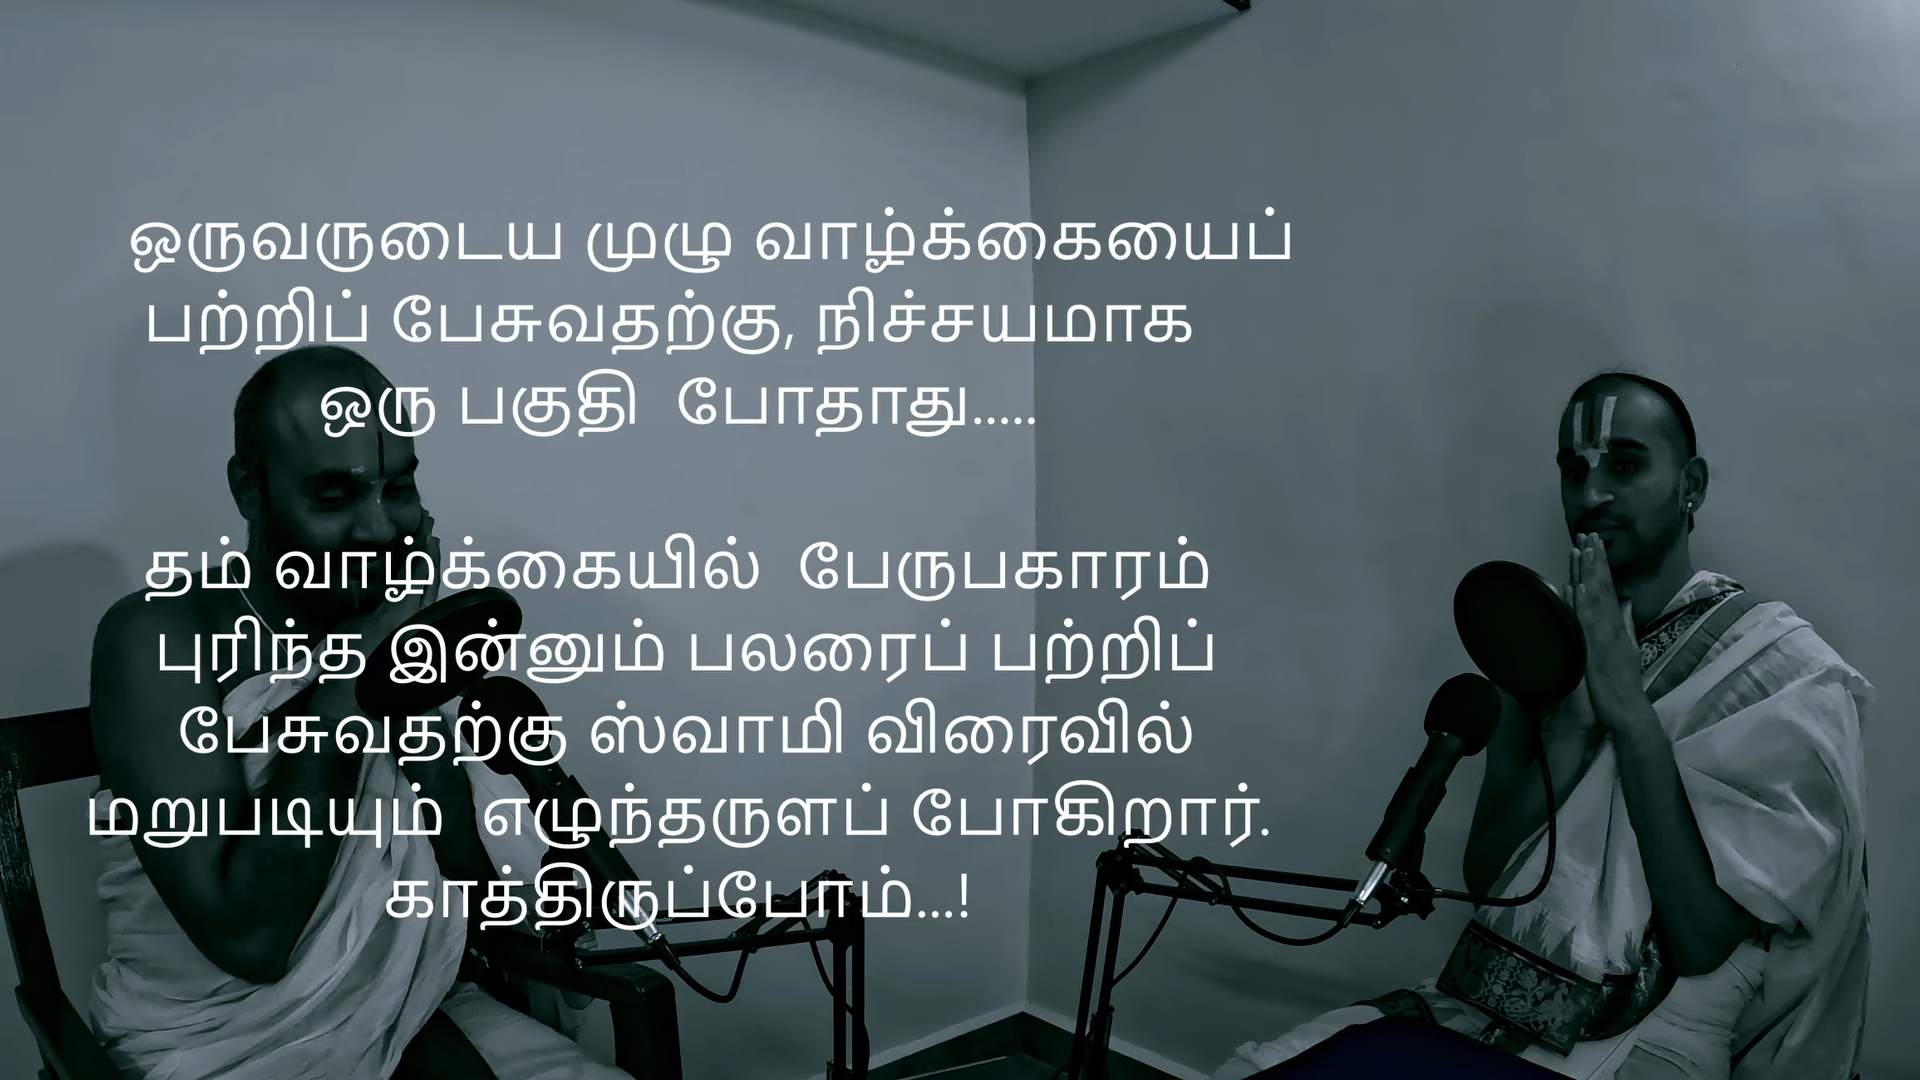 ஒருவருடைய முழு வாழ்க்கையைப்
பற்றிப் பேசுவதற்கு, நிச்சயமாக
ஒரு பகுதி போதாது.....
தம் வாழ்க்கையில் பேருபகாரம்
புரிந்த இன்னும் பலரைப் பற்றிப்
பேசுவதற்கு ஸ்வாமி விரைவில்
மறுபடியும் எழுந்தருளப் போகிறார்.
காத்திருப்போம்...!